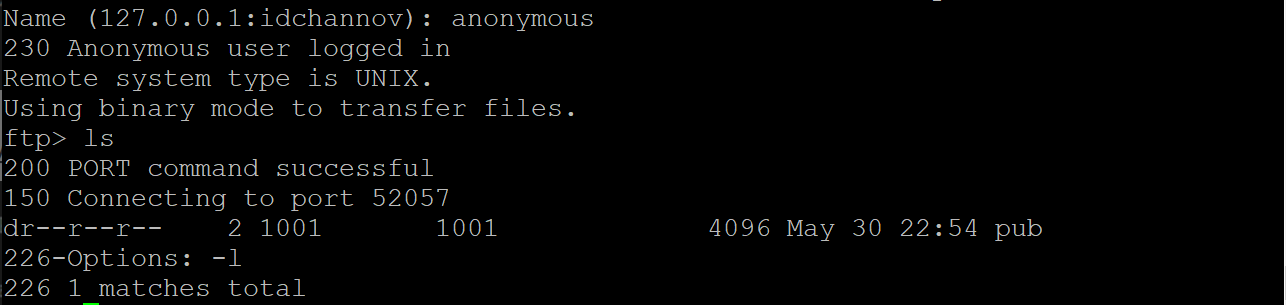 Name (127.0.0.1:idchannov): anonymous
230 Anonymous user logged in
Remote system type is UNIX.
Using binary mode to transfer files.
ftp> ls
200 PORT command successful
150 Connecting to port 52057
dr--r--r--    2 1001       1001             4096 May 30 22:54 pub
226-Options: -l
226 1 matches total